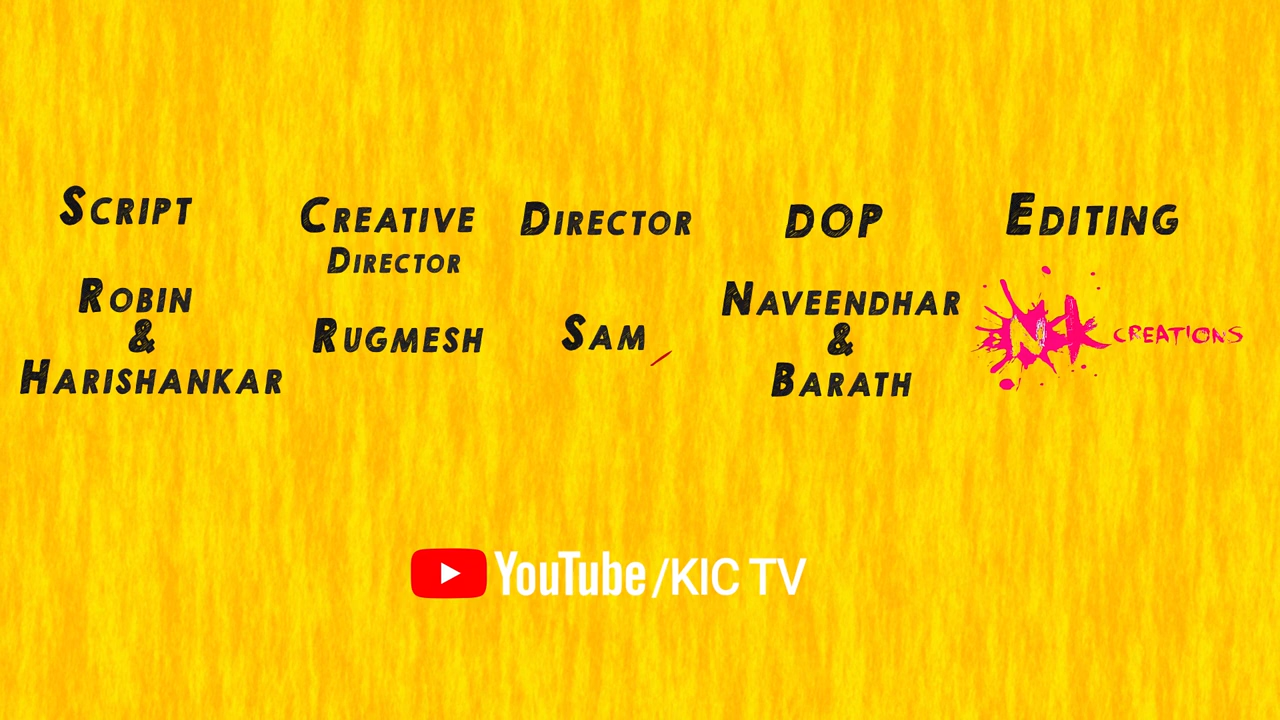 Script
Robin
&
Harishankar
Creative
Director
Rugmesh
Director
Sam
DOP
Naveendhar
&
Barath
Editing
NK CREATIONS
YouTube/KIC TV